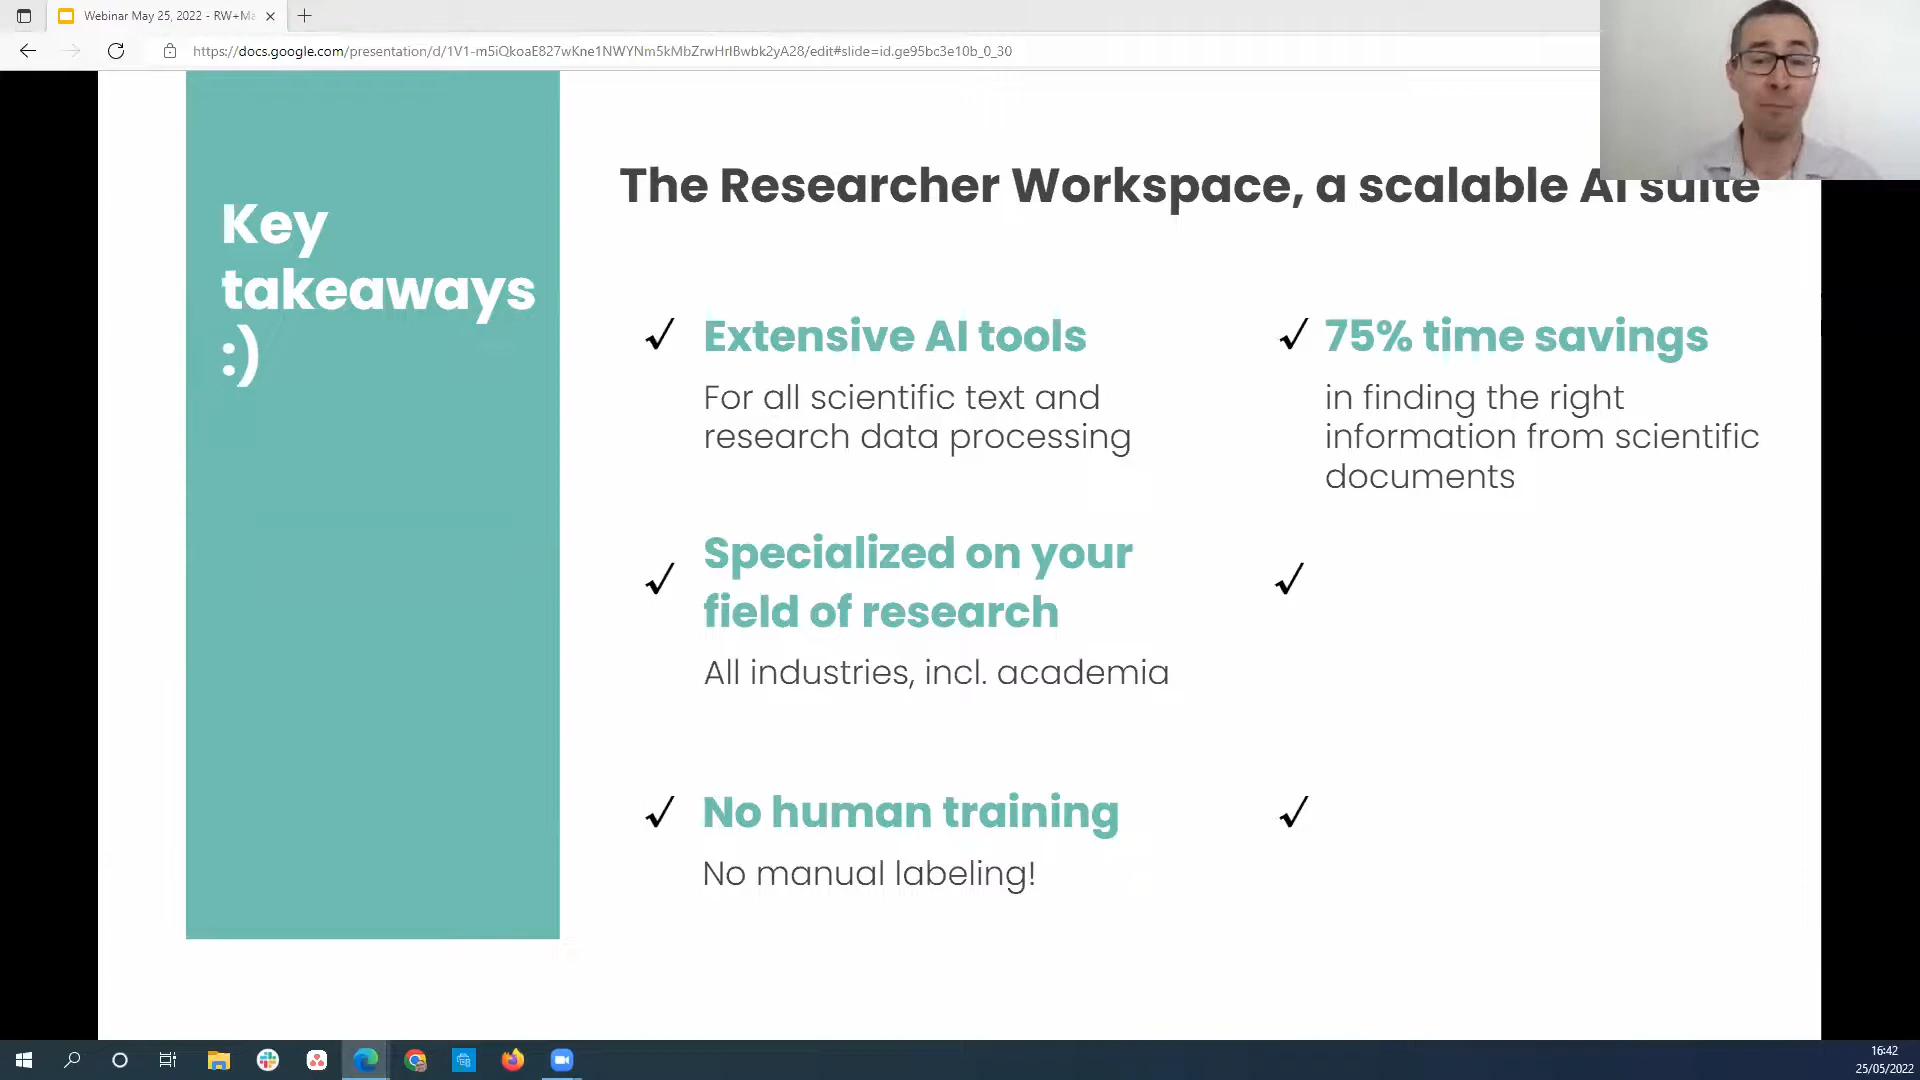 Webinar May 25, 2022 - RW+Ma
https://docs.google.com/presentation/d/1V1-m5iQkoaE827wKne1NWYNm5kMbZrwHrIBwbk2yA28/edit#slide=id.ge95bc3e10b_0_30
Key
takeaways
:)
The Researcher Workspace, a scalable AI suite
✓ Extensive AI tools
For all scientific text and
research data processing
✓ Specialized on your
field of research
All industries, incl. academia
✓ No human training
No manual labeling!
✓ 75% time savings
in finding the right
information from scientific
documents
✓
✓
16:42
25/05/2022